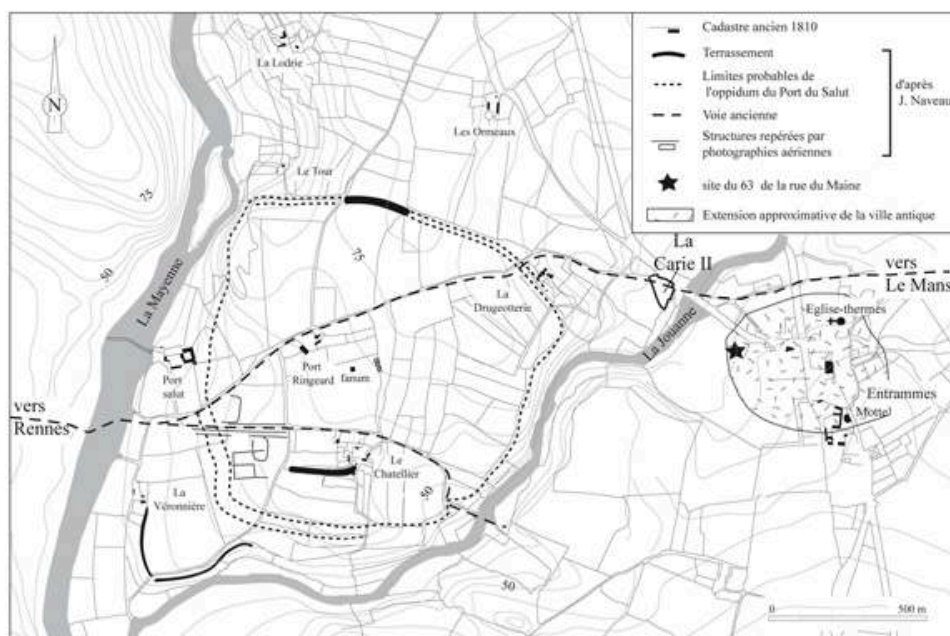 Cadastre ancien 1810
Terrassement
Limites probables de
l'oppidum du Port du Salut
Voie ancienne
Structures repérées par
photographies aériennes
d'après
J. Naveau
site du 63 de la rue du Maine
Extension approximative de la ville antique
N
La Lodrie
Les Ormeaux
Le Tour
75
50
75
La Mayenne
La
Carie II
vers
Le Mans
La
Drugeotterie
La Jouanne
Eglise-thermes
Port
salut
Port
Ringeard
fanum
Entrammes
Motte
vers
Rennes
Le
Chatellier
50
La
Véronnière
50
0
500 m